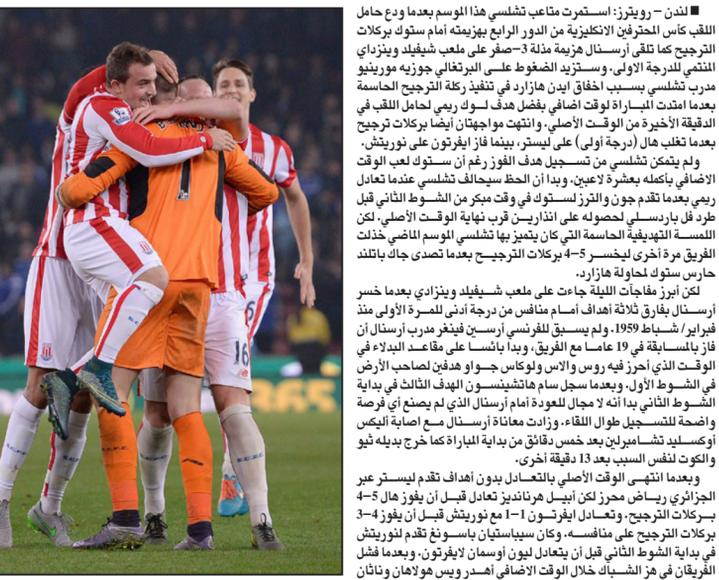 ■ لندن – رويترز: استمرت متاعب تشلسي هذا الموسم بعدما ودع حامل
اللقب كأس المحترفين الانكليزية من الدور الرابع بهزيمته أمام ستوك بركلات
الترجيح كما تلقى أرسنال هزيمة مذلة 3–صفر على ملعب شيفيلد وينزداي
المنتمي للدرجة الاولى. وستزيد الضغوط على البرتغالي جوزيه مورينيو
مدرب تشلسي بسبب اخفاق ايدن هازارد في تنفيذ ركلة الترجيح الحاسمة
بعدما امتدت المباراة لوقت اضافي بفضل هدف لوك ريمي لحامل اللقب في
الدقيقة الأخيرة من الوقت الأصلي. وانتهت مواجهتان أيضا بركلات ترجيح
بعدما تغلب هال (درجة أولى) على ليستر، بينما فاز ايفرتون على نوريتش.
ولم يتمكن تشلسي من تسجيل هدف الفوز رغم أن ستوك لعب الوقت
الاضافي بأكمله بعشرة لاعبين. وبدا أن الحظ سيحالف تشلسي عندما تعادل
ريمي بعدما تقدم جون والترز لستوك في وقت مبكر من الشوط الثاني قبل
طرد فل باردسلي لحصوله على انذارين قرب نهاية الوقت الأصلي. لكن
اللمسة التهديفية الحاسمة التي كان يتميز بها تشلسي الموسم الماضي خذلت
الفريق مرة أخرى ليخسر 5–4 بركلات الترجيح بعدما تصدى جاك باتلند
حارس ستوك لمحاولة هازارد.
لكن أبرز مفاجآت الليلة جاءت على ملعب شيفيلد وينزادي بعدما خسر
أرسنال بفارق ثلاثة أهداف أمام منافس من درجة أدنى للمرة الأولى منذ
فبراير/ شباط 1959. ولم يسبق للفرنسي أرسين فينغر مدرب أرسنال أن
فاز بالمسابقة في 19 عاما مع الفريق، وبدا بائسا على مقاعد البدلاء في
الوقت الذي أحرز فيه روس والاس ولوكاس جواو هدفين لصاحب الأرض
في الشوط الأول. وبعدما سجل سام هاتشينسون الهدف الثالث في بداية
الشوط الثاني بدا أنه لا مجال للعودة أمام أرسنال الذي لم يصنع أي فرصة
واضحة للتسجيل طوال اللقاء. وزادت معاناة أرسنال مع اصابة أليكس
أوكسليد تشامبرلين بعد خمس دقائق من بداية المباراة كما خرج بديله ثيو
والكوت لنفس السبب بعد 13 دقيقة أخرى.
وبعدما انتهى الوقت الأصلي بالتعادل بدون أهداف تقدم ليستر عبر
الجزائري رياض محرز لكن أبيل هرنانديز تعادل قبل أن يفوز هال 5–4
بركلات الترجيح. وتعادل ايفرتون 1–1 مع نوريتش قبل أن يفوز 4–3
بركلات الترجيح على منافسه. وكان سيباستيان باسونغ تقدم لنوريتش
في بداية الشوط الثاني قبل أن يتعادل ليون أوسمان لايفرتون. وبعدما فشل
الفريقان في هز الشباك خلال الوقت الاضافي أهدر ويس هولاهان وناثان
1
16
6